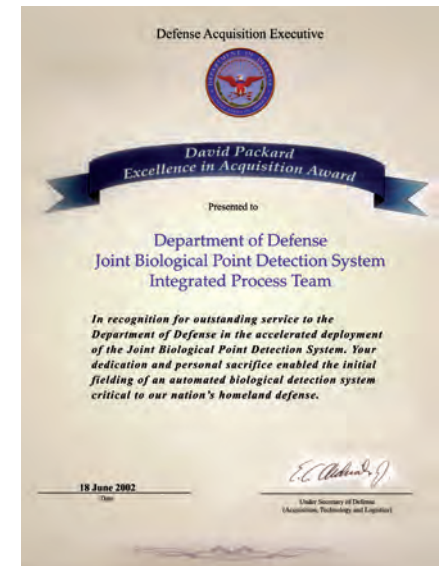 Defense Acquisition Executive
David Packard
Excellence in Acquisition Award
Presented to
Department of Defense
Joint Biological Point Detection System
Integrated Process Team
In recognition for outstanding service to the
Department of Defense in the accelerated deployment
of the Joint Biological Point Detection System. Your
dedication and personal sacrifice enabled the initial
fielding of an automated biological detection system
critical to our nation's homeland defense.
18 June 2002
Date
Under Secretary of Defense
(Acquisition, Technology and Logistics)